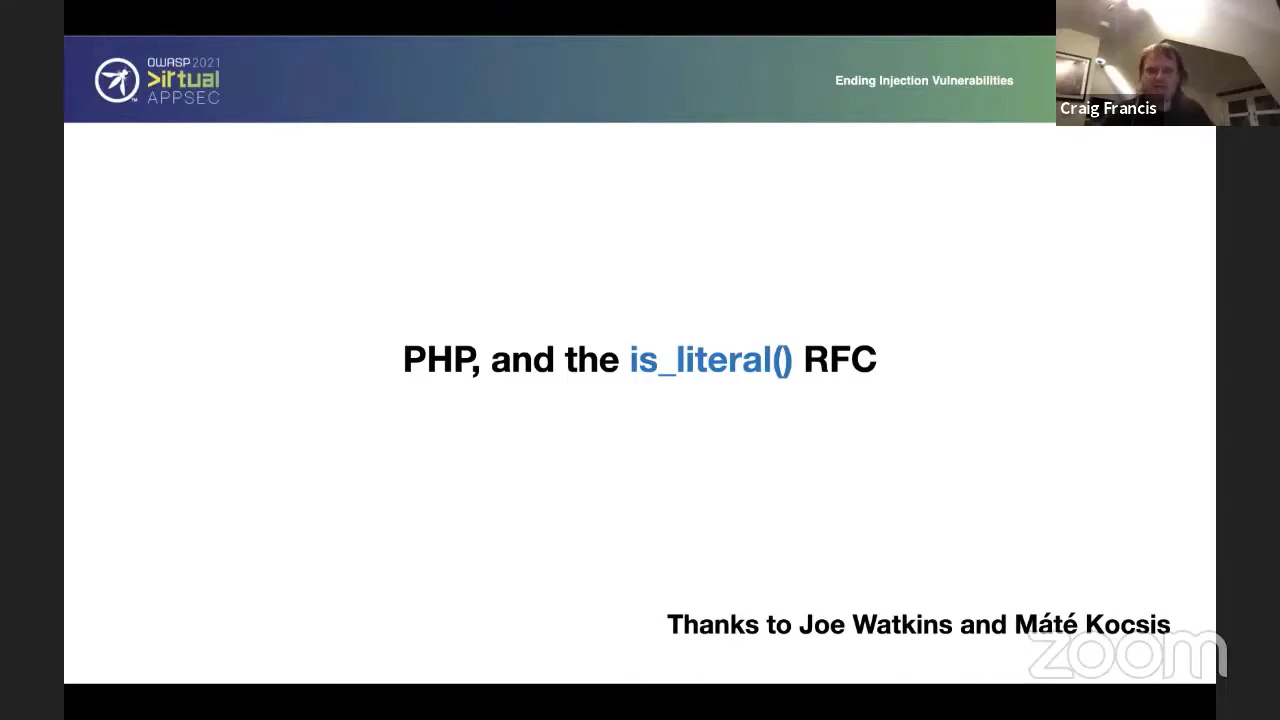 OWASP 2021
>irtual
APPSEC
Ending Injection Vulnerabilities
Craig Francis
PHP, and the is_literal() RFC
Thanks to Joe Watkins and Máté Kocsis
zoom